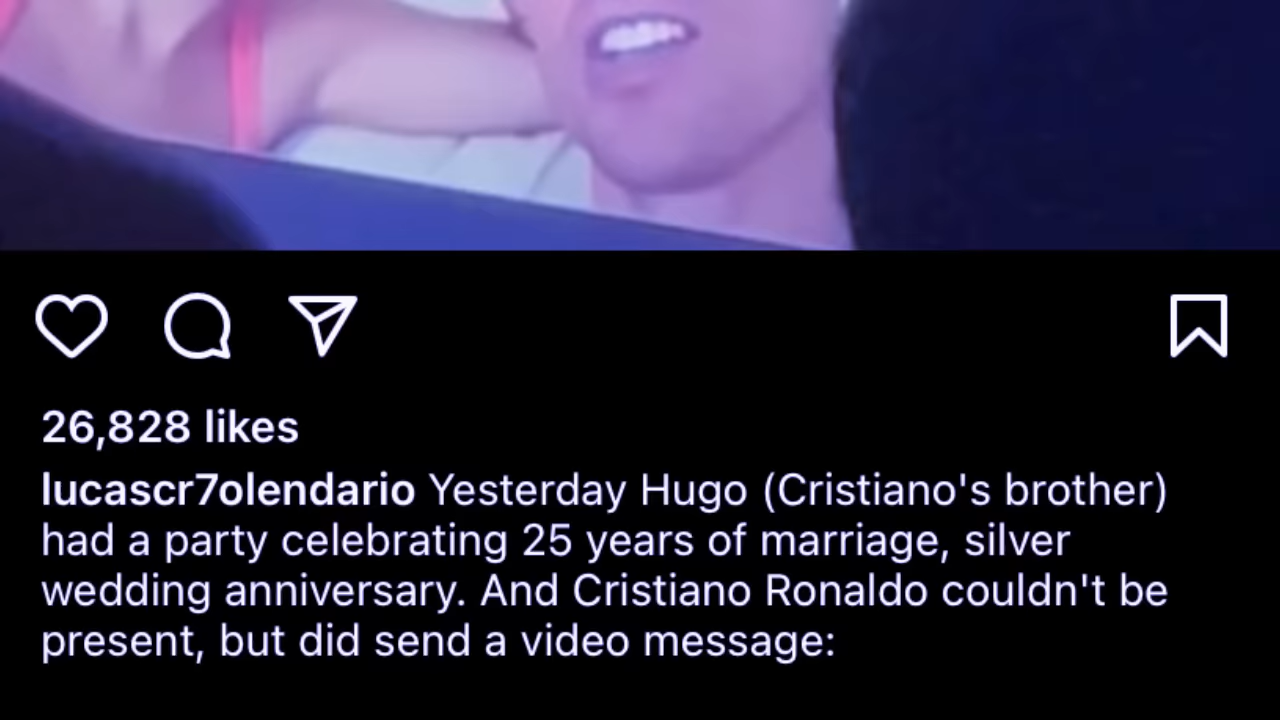 26,828 likes
lucascr7olendario Yesterday Hugo (Cristiano's brother)
had a party celebrating 25 years of marriage, silver
wedding anniversary. And Cristiano Ronaldo couldn't be
present, but did send a video message: